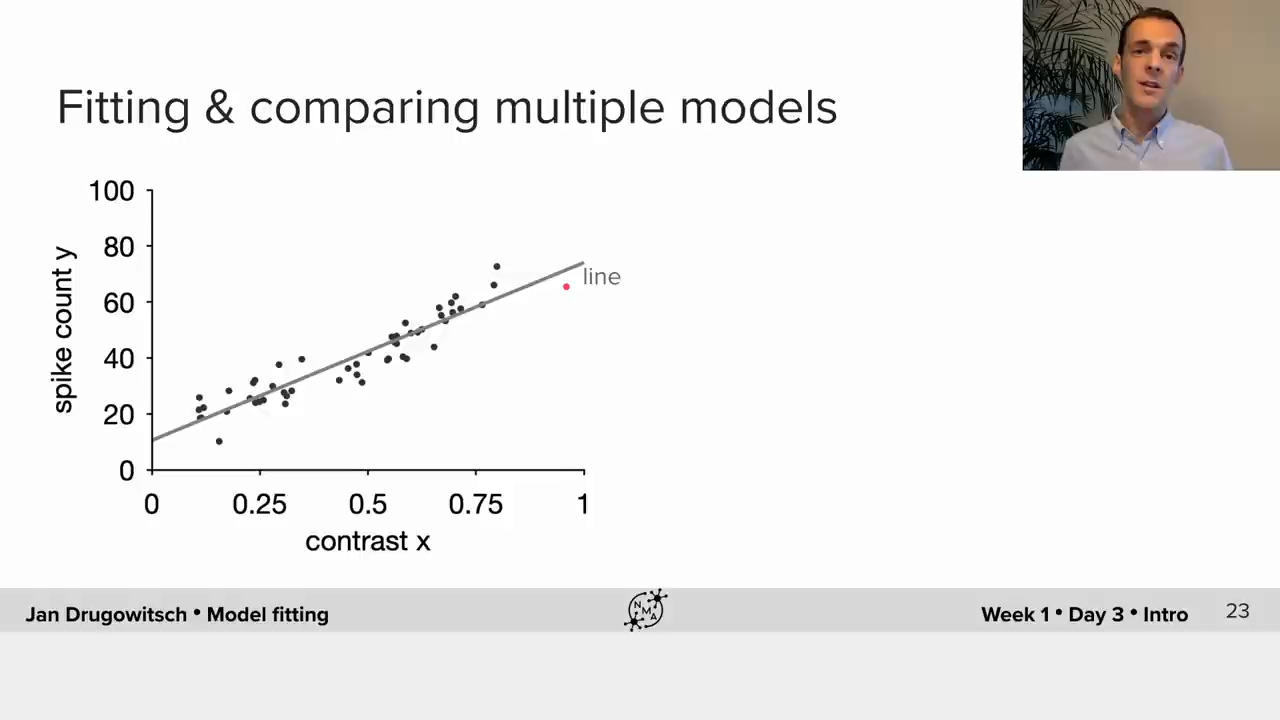 Fitting & comparing multiple models
100
80
60
40
20
0
spike count y
line
0 0.25 0.5 0.75 1
contrast x
Jan Drugowitsch • Model fitting
N
M
A
Week 1 • Day 3 • Intro 23